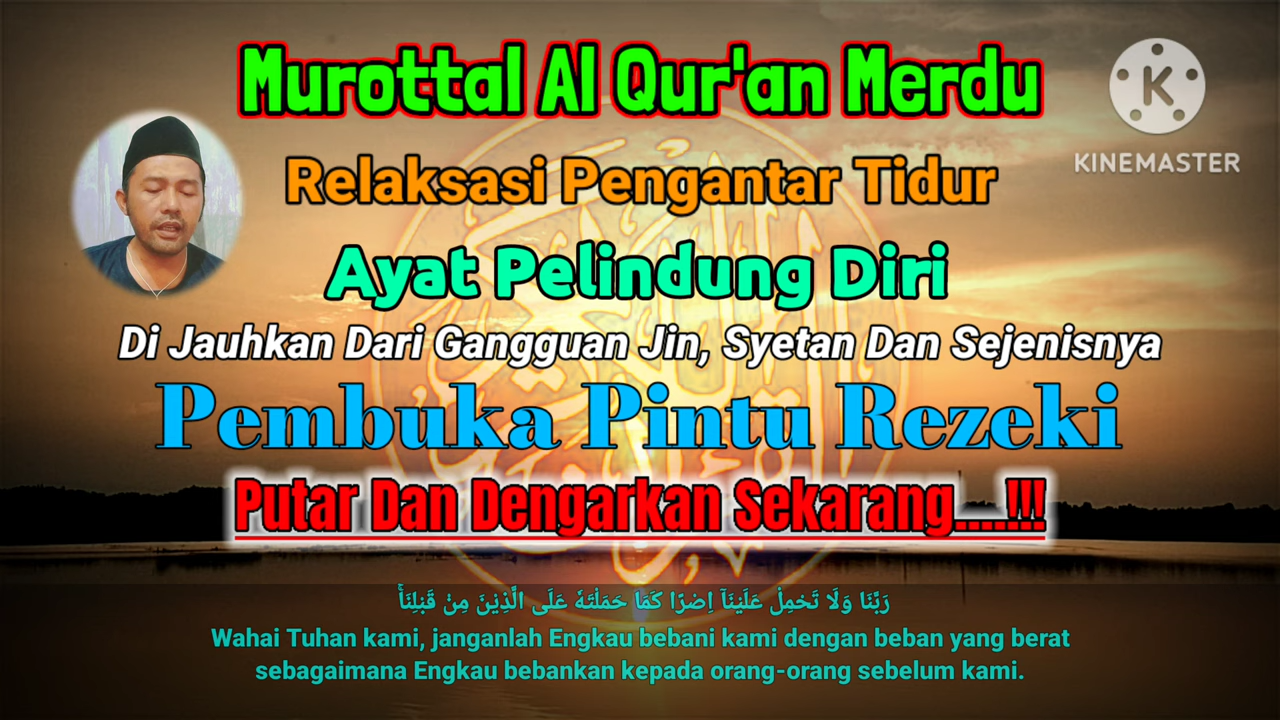 Murottal Al Qur'an Merdu
K
KINEMASTER
Relaksasi Pengantar Tidur
Ayat Pelindung Diri
Di Jauhkan Dari Gangguan Jin, Syetan Dan Sejenisnya
Pembuka Pintu Rezeki
Putar Dan Dengarkan Sekarang....!!!
رَبَّنَا وَلَا تَحْمِلْ عَلَيْنَآ اِصْرًا كَمَا حَمَلْتَهٗ عَلَى الَّذِيْنَ مِنْ قَبْلِنَاۚ
Wahai Tuhan kami, janganlah Engkau bebani kami dengan beban yang berat
sebagaimana Engkau bebankan kepada orang-orang sebelum kami.